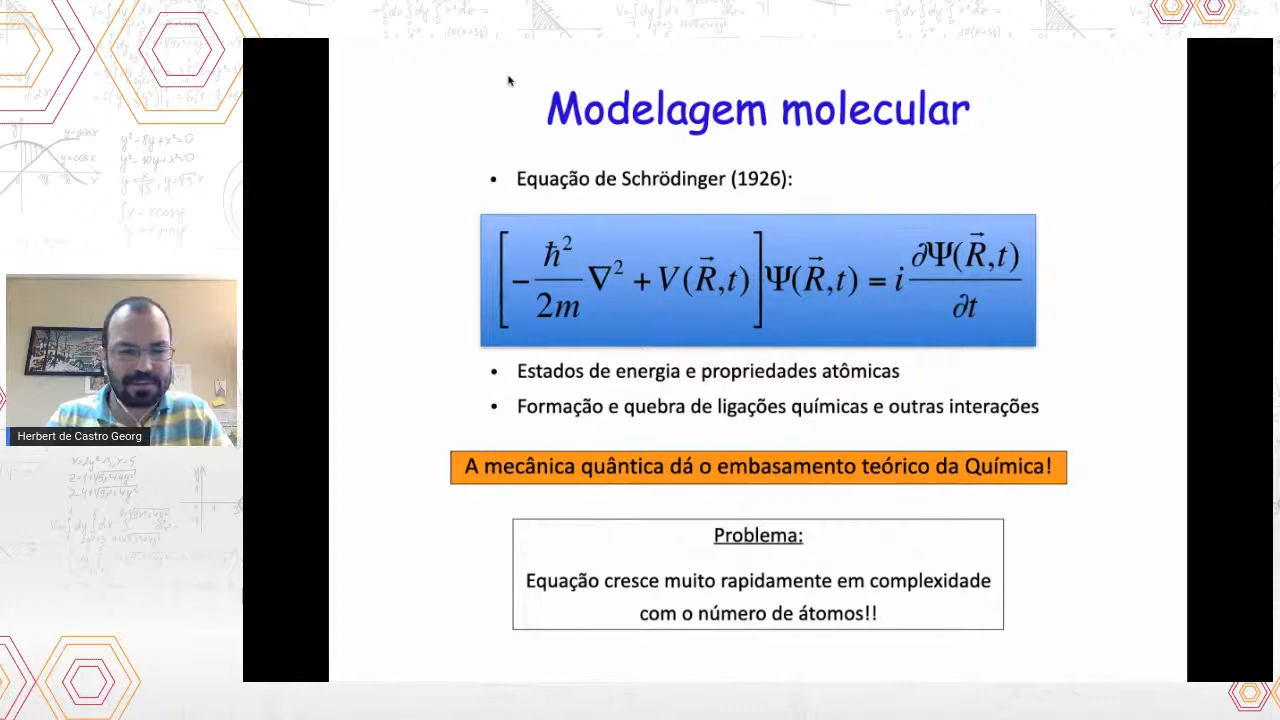 Modelagem molecular
• Equação de Schrödinger (1926):
[-ħ²/2m ∇² + V(R⃗,t)]Ψ(R⃗,t) = i ∂Ψ(R⃗,t)/∂t
• Estados de energia e propriedades atômicas
• Formação e quebra de ligações químicas e outras interações
A mecânica quântica dá o embasamento teórico da Química!
Problema:
Equação cresce muito rapidamente em complexidade
com o número de átomos!!
Herbert de Castro Georg
y=sinx
y=cosx